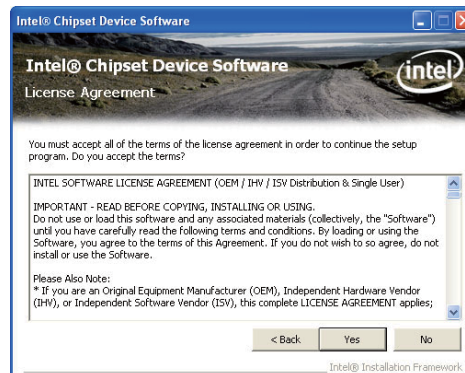 Intel® Chipset Device Software
Intel® Chipset Device Software
intel
License Agreement
You must accept all of the terms of the license agreement in order to continue the setup
program. Do you accept the terms?
INTEL SOFTWARE LICENSE AGREEMENT (OEM / IHV / ISV Distribution & Single User)
IMPORTANT - READ BEFORE COPYING, INSTALLING OR USING.
Do not use or load this software and any associated materials (collectively, the "Software")
until you have carefully read the following terms and conditions. By loading or using the
Software, you agree to the terms of this Agreement. If you do not wish to so agree, do not
install or use the Software.
Please Also Note:
* If you are an Original Equipment Manufacturer (OEM), Independent Hardware Vendor
(IHV), or Independent Software Vendor (ISV), this complete LICENSE AGREEMENT applies;
< Back Yes No
Intel® Installation Framework